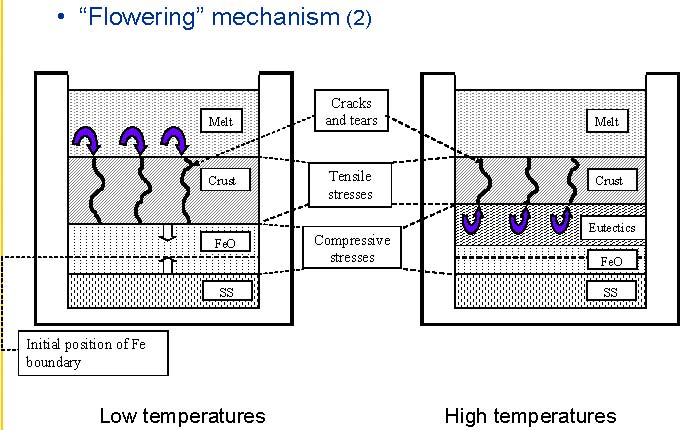 • “Flowering” mechanism (2)
Cracks
and tears
Melt
Melt
Crust
Tensile
stresses
Crust
FeO
Compressive
stresses
Eutectics
FeO
SS
SS
Initial position of Fe
boundary
Low temperatures
High temperatures